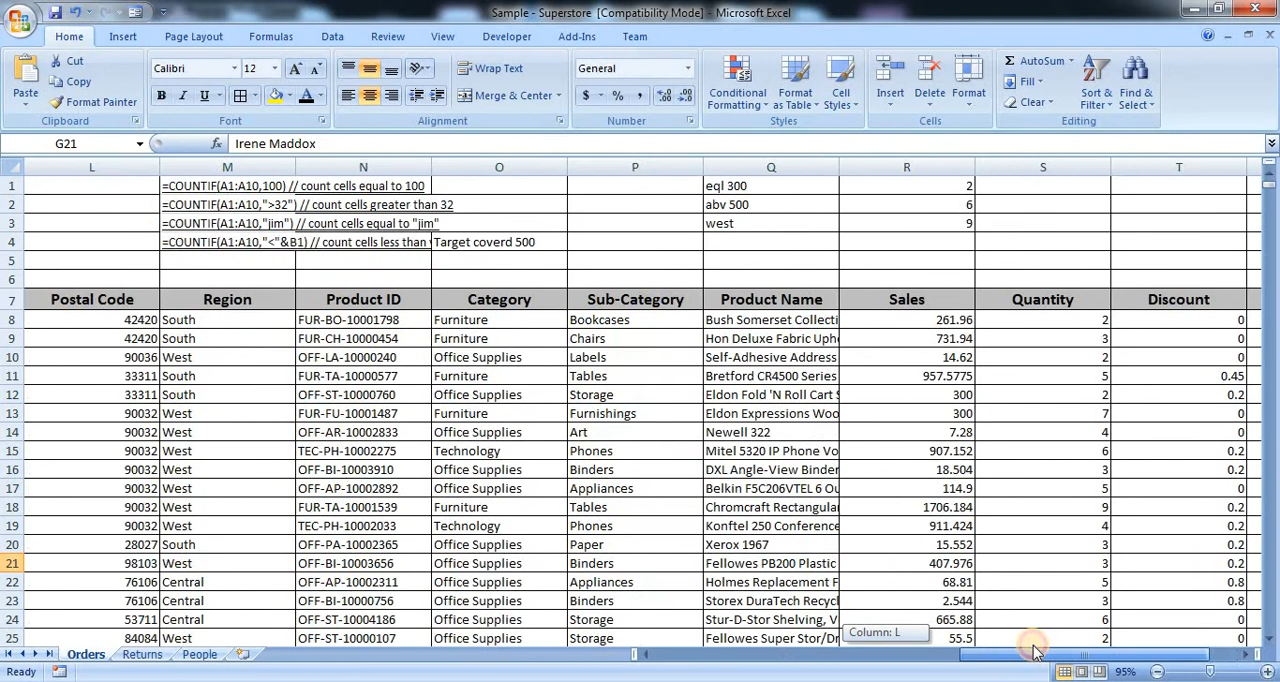 Sample - Superstore [Compatibility Mode] - Microsoft Excel
Home Insert Page Layout Formulas Data Review View Developer Add-Ins Team
Paste Cut Copy Format Painter Clipboard
Calibri 12 A A B I U A Font
Wrap Text Merge & Center Alignment
General $ % , Number
Conditional Formatting Format as Table Cell Styles Styles
Insert Delete Format Cells
Σ AutoSum Fill Clear Sort & Filter Find & Select Editing
G21 fx Irene Maddox
L M N O P Q R S T
1 =COUNTIF(A1:A10,100) // count cells equal to 100 eql 300 2
2 =COUNTIF(A1:A10,">32") // count cells greater than 32 abv 500 6
3 =COUNTIF(A1:A10,"jim") // count cells equal to "jim" west 9
4 =COUNTIF(A1:A10,"<"&B1) // count cells less than Target coverd 500
5
6
7 Postal Code Region Product ID Category Sub-Category Product Name Sales Quantity Discount
8 42420 South FUR-BO-10001798 Furniture Bookcases Bush Somerset Collecti 261.96 2 0
9 42420 South FUR-CH-10000454 Furniture Chairs Hon Deluxe Fabric Uph 731.94 3 0
10 90036 West OFF-LA-10000240 Office Supplies Labels Self-Adhesive Address 14.62 2 0
11 33311 South FUR-TA-10000577 Furniture Tables Bretford CR4500 Series 957.5775 5 0.45
12 33311 South OFF-ST-10000760 Office Supplies Storage Eldon Fold 'N Roll Cart 300 2 0.2
13 90032 West FUR-FU-10001487 Furniture Furnishings Eldon Expressions Woo 300 7 0
14 90032 West OFF-AR-10002833 Office Supplies Art Newell 322 7.28 4 0
15 90032 West TEC-PH-10002275 Technology Phones Mitel 5320 IP Phone Vo 907.152 6 0.2
16 90032 West OFF-BI-10003910 Office Supplies Binders DXL Angle-View Binder 18.504 3 0.2
17 90032 West OFF-AP-10002892 Office Supplies Appliances Belkin F5C206VTEL 6 Ou 114.9 5 0
18 90032 West FUR-TA-10001539 Furniture Tables Chromcraft Rectangular 1706.184 9 0.2
19 90032 West TEC-PH-10002033 Technology Phones Konftel 250 Conference 911.424 4 0.2
20 28027 South OFF-PA-10002365 Office Supplies Paper Xerox 1967 15.552 3 0.2
21 98103 West OFF-BI-10003656 Office Supplies Binders Fellowes PB200 Plastic 407.976 3 0.2
22 76106 Central OFF-AP-10002311 Office Supplies Appliances Holmes Replacement F 68.81 5 0.8
23 76106 Central OFF-BI-10000756 Office Supplies Binders Storex DuraTech Recycl 2.544 3 0.8
24 53711 Central OFF-ST-10004186 Office Supplies Storage Stur-D-Stor Shelving, V 665.88 6 0
25 84084 West OFF-ST-10000107 Office Supplies Storage Fellowes Super Stor/Dr 55.5 2 0
Column: L
Orders Returns People
Ready 95%